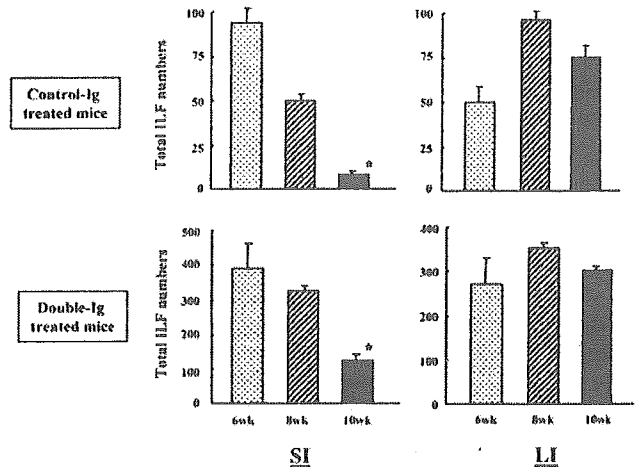 100
75
50
25
0
Total ILF numbers
*
100
75
50
25
0
Control-Ig
treated mice
500
400
300
200
100
0
Total ILF numbers
*
400
300
200
100
0
Double-Ig
treated mice
6wk 8wk 10wk
6wk 8wk 10wk
SI
LI